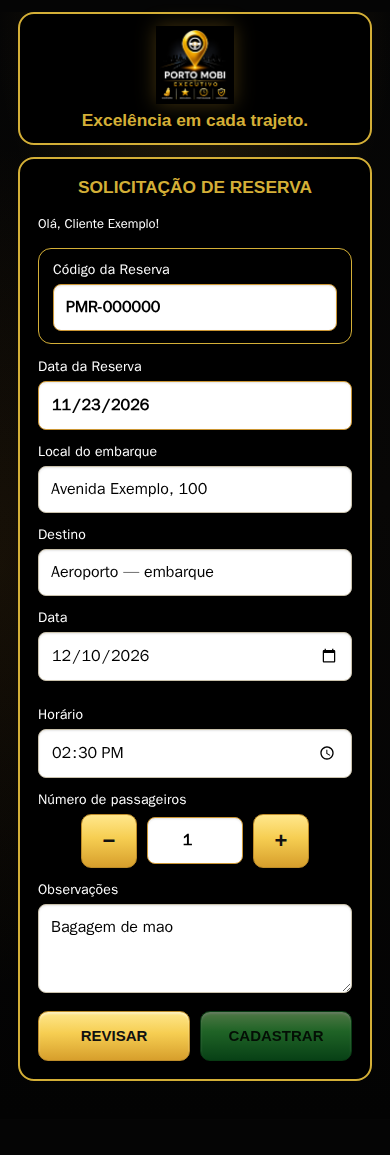 PORTO MOBI
EXECUTIVO
Excelência em cada trajeto.
SOLICITAÇÃO DE RESERVA
Olá, Cliente Exemplo!
Código da Reserva
PMR-000000
Data da Reserva
11/23/2026
Local do embarque
Avenida Exemplo, 100
Destino
Aeroporto — embarque
Data
12/10/2026
Horário
02:30 PM
Número de passageiros
− 1 +
Observações
Bagagem de mao
REVISAR CADASTRAR